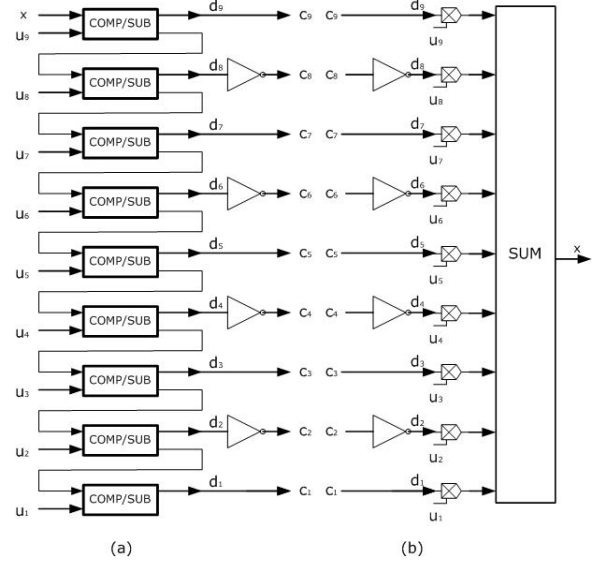 x COMP/SUB d₉ c₉ c₉ d₉
u₉ u₉
COMP/SUB d₈ c₈ c₈ d₈
u₈ u₈
COMP/SUB d₇ c₇ c₇ d₇
u₇ u₇
COMP/SUB d₆ c₆ c₆ d₆
u₆ u₆
COMP/SUB d₅ c₅ c₅ d₅ SUM x
u₅ u₅
COMP/SUB d₄ c₄ c₄ d₄
u₄ u₄
COMP/SUB d₃ c₃ c₃ d₃
u₃ u₃
COMP/SUB d₂ c₂ c₂ d₂
u₂ u₂
COMP/SUB d₁ c₁ c₁ d₁
u₁ u₁
(a) (b)